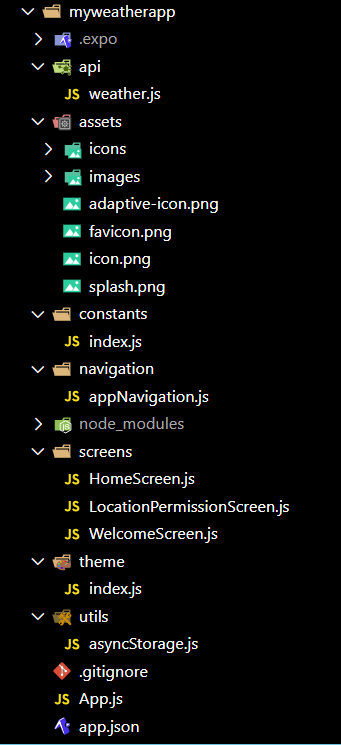 myweatherapp
.expo
api
JS weather.js
assets
icons
images
adaptive-icon.png
favicon.png
icon.png
splash.png
constants
JS index.js
navigation
JS appNavigation.js
node_modules
screens
JS HomeScreen.js
JS LocationPermissionScreen.js
JS WelcomeScreen.js
theme
JS index.js
utils
JS asyncStorage.js
.gitignore
JS App.js
app.json